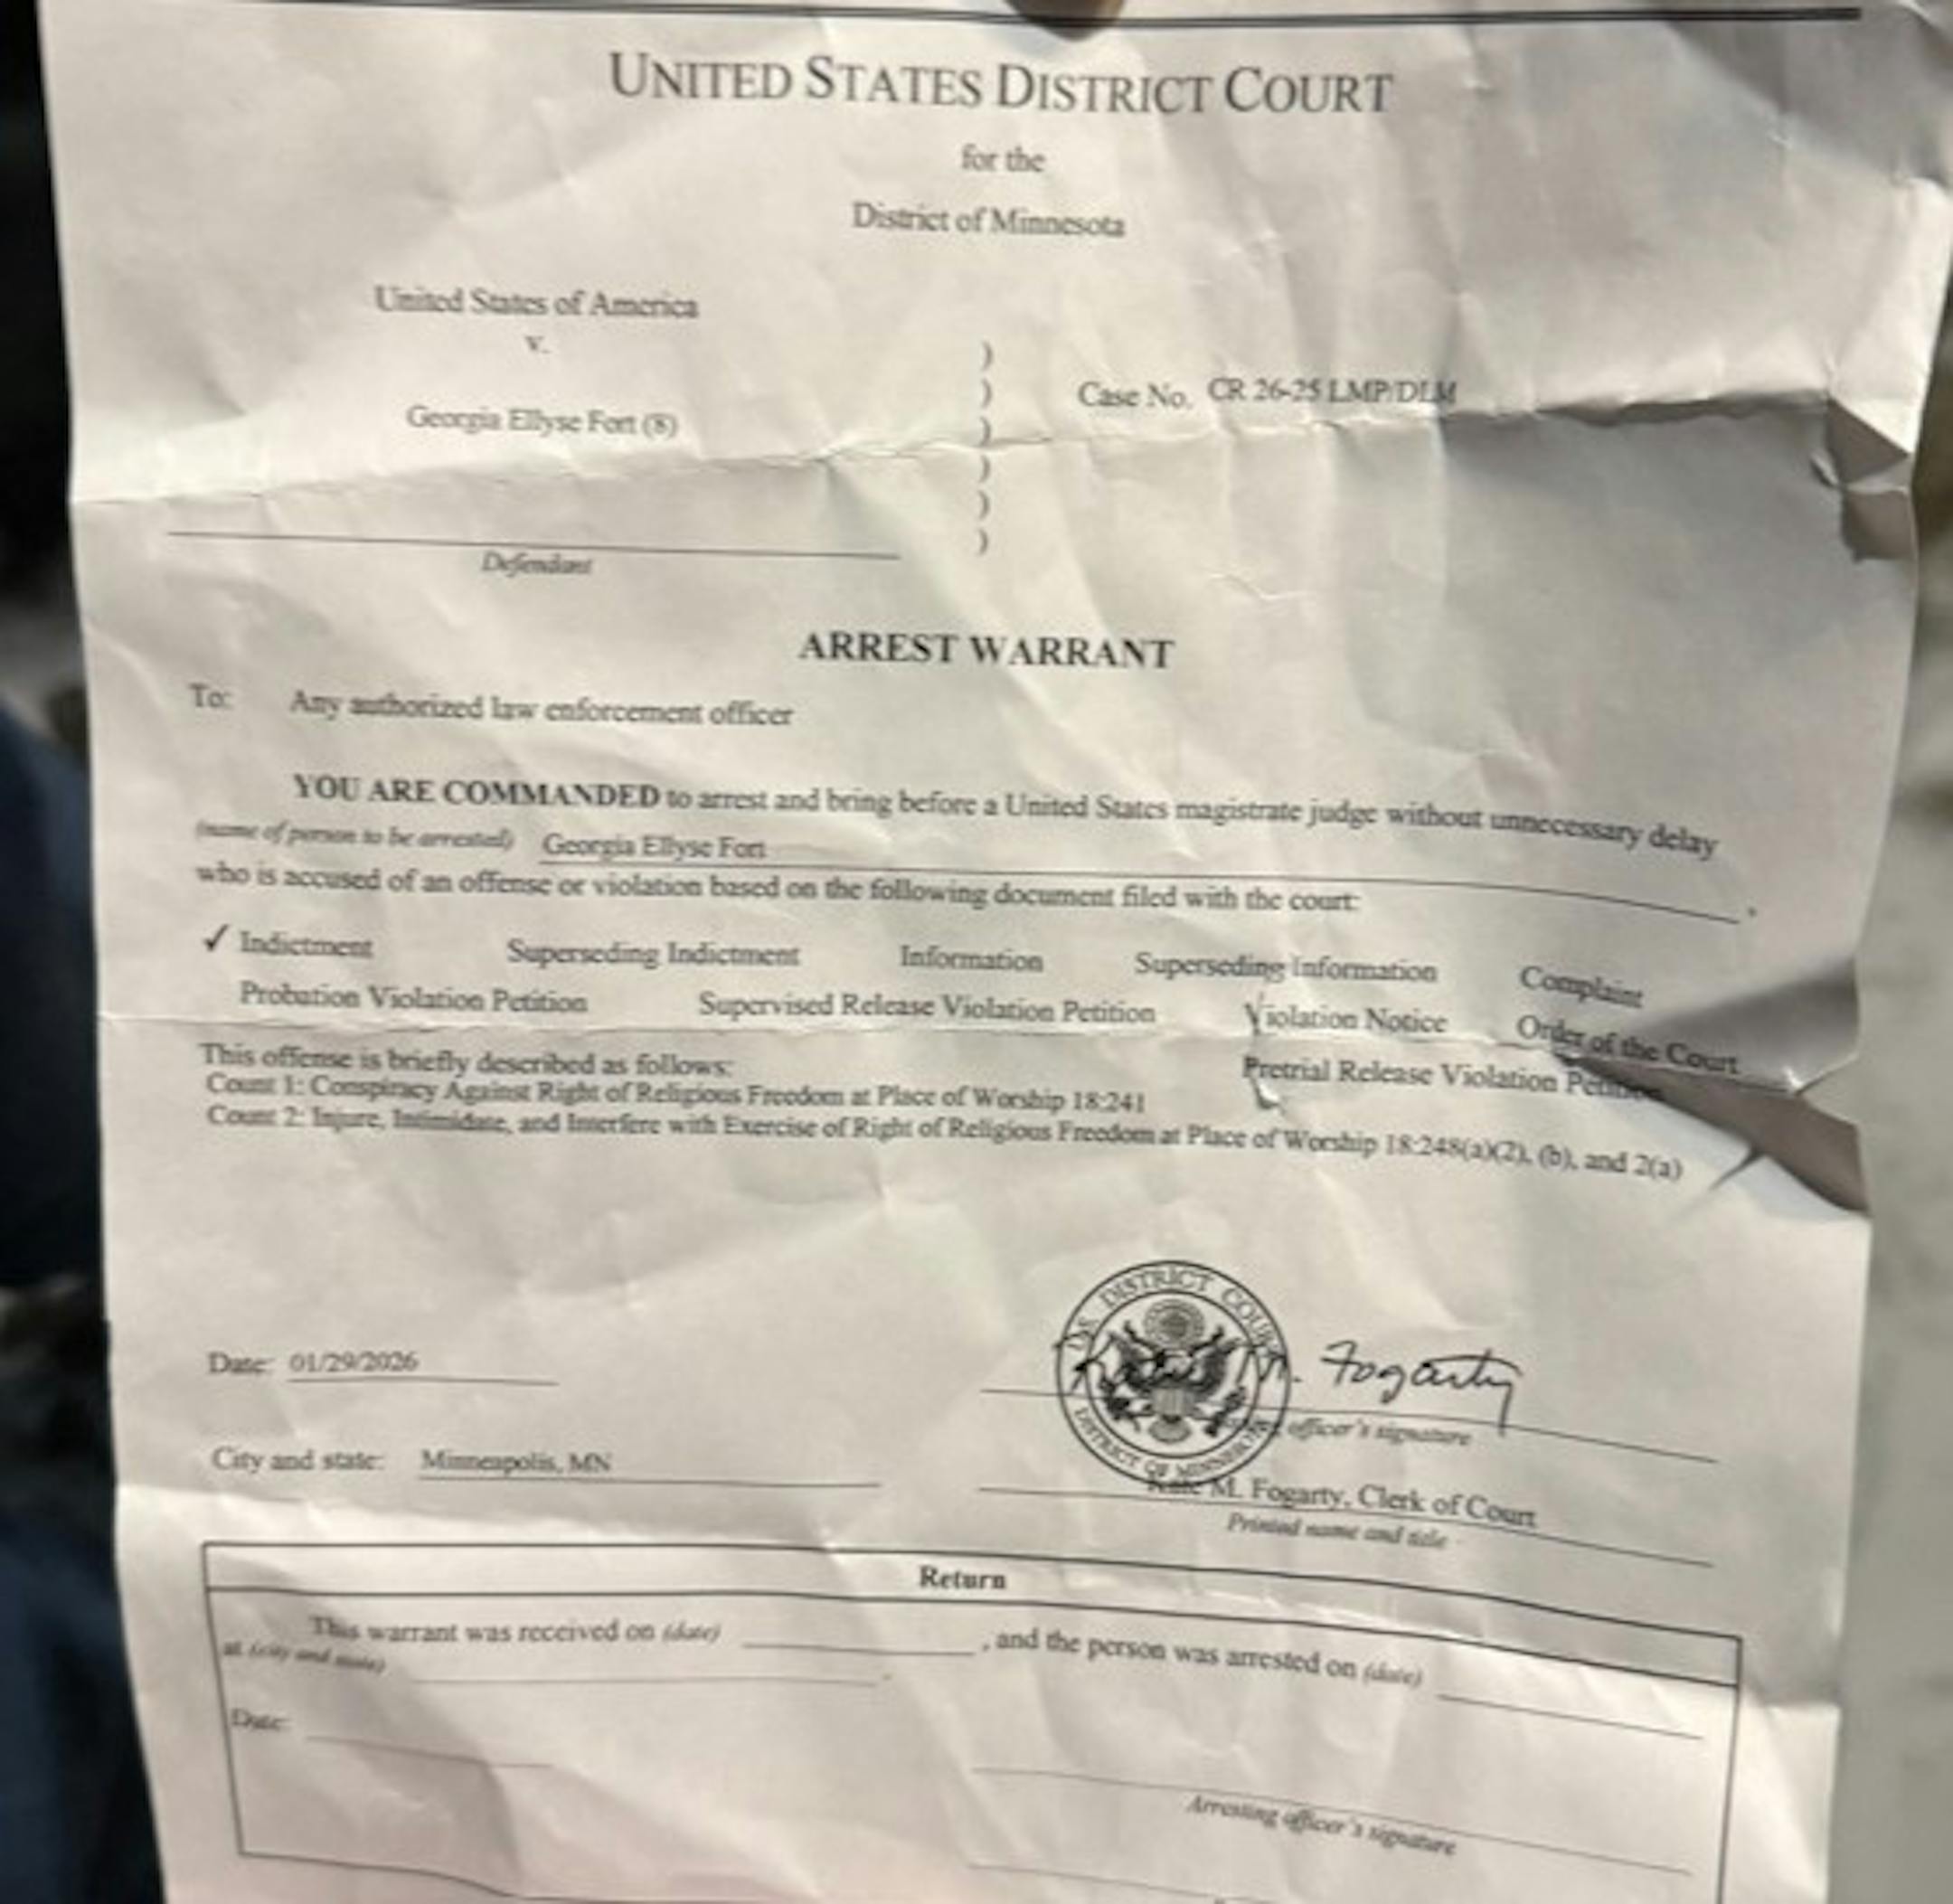 UNITED STATES DISTRICT COURT
for the
District of Minnesota
United States of America
v.
Georgia Ellyse Fort (8)
Defendant
)
)
)
)
)
)
Case No. CR 26-25 LMP/DLM
ARREST WARRANT
To: Any authorized law enforcement officer
YOU ARE COMMANDED to arrest and bring before a United States magistrate judge without unnecessary delay
(name of person to be arrested) Georgia Ellyse Fort ,
who is accused of an offense or violation based on the following document filed with the court:
✓ Indictment Superseding Indictment Information Superseding Information Complaint
Probation Violation Petition Supervised Release Violation Petition Violation Notice Order of the Court
Pretrial Release Violation Petition
This offense is briefly described as follows:
Count 1: Conspiracy Against Right of Religious Freedom at Place of Worship 18:241
Count 2: Injure, Intimidate, and Interfere with Exercise of Right of Religious Freedom at Place of Worship 18:248(a)(2), (b), and 2(a)
U.S. DISTRICT COURT
DISTRICT OF MINNESOTA
Date: 01/29/2026
M. Fogarty
officer's signature
City and state: Minneapolis, MN
Kate M. Fogarty, Clerk of Court
Printed name and title
Return
This warrant was received on (date) , and the person was arrested on (date)
at (city and state) .
Date:
Arresting officer's signature